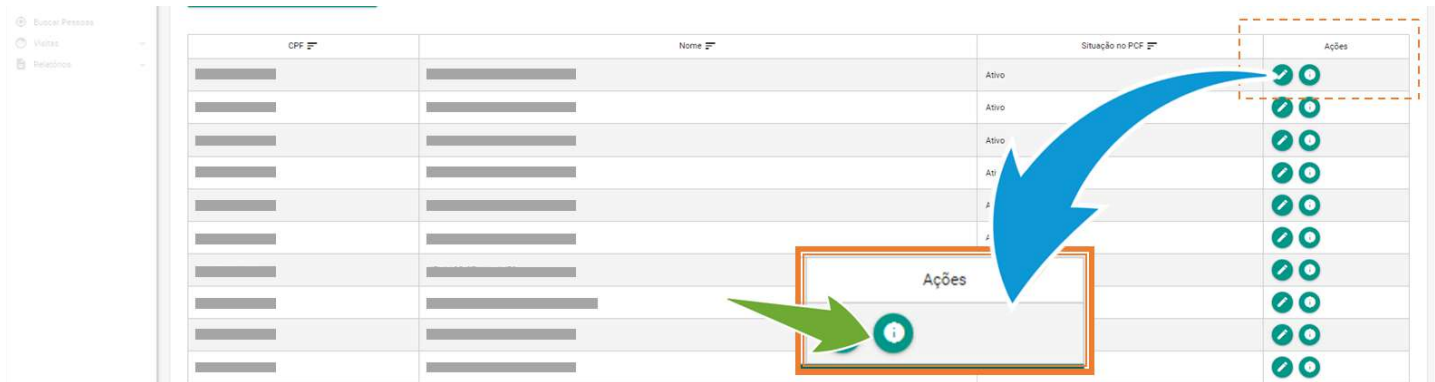 Buscar Pessoas
Visitas
Relatórios
CPF Nome Situação no PCF Ações
Ativo
Ativo
Ativo
Ações